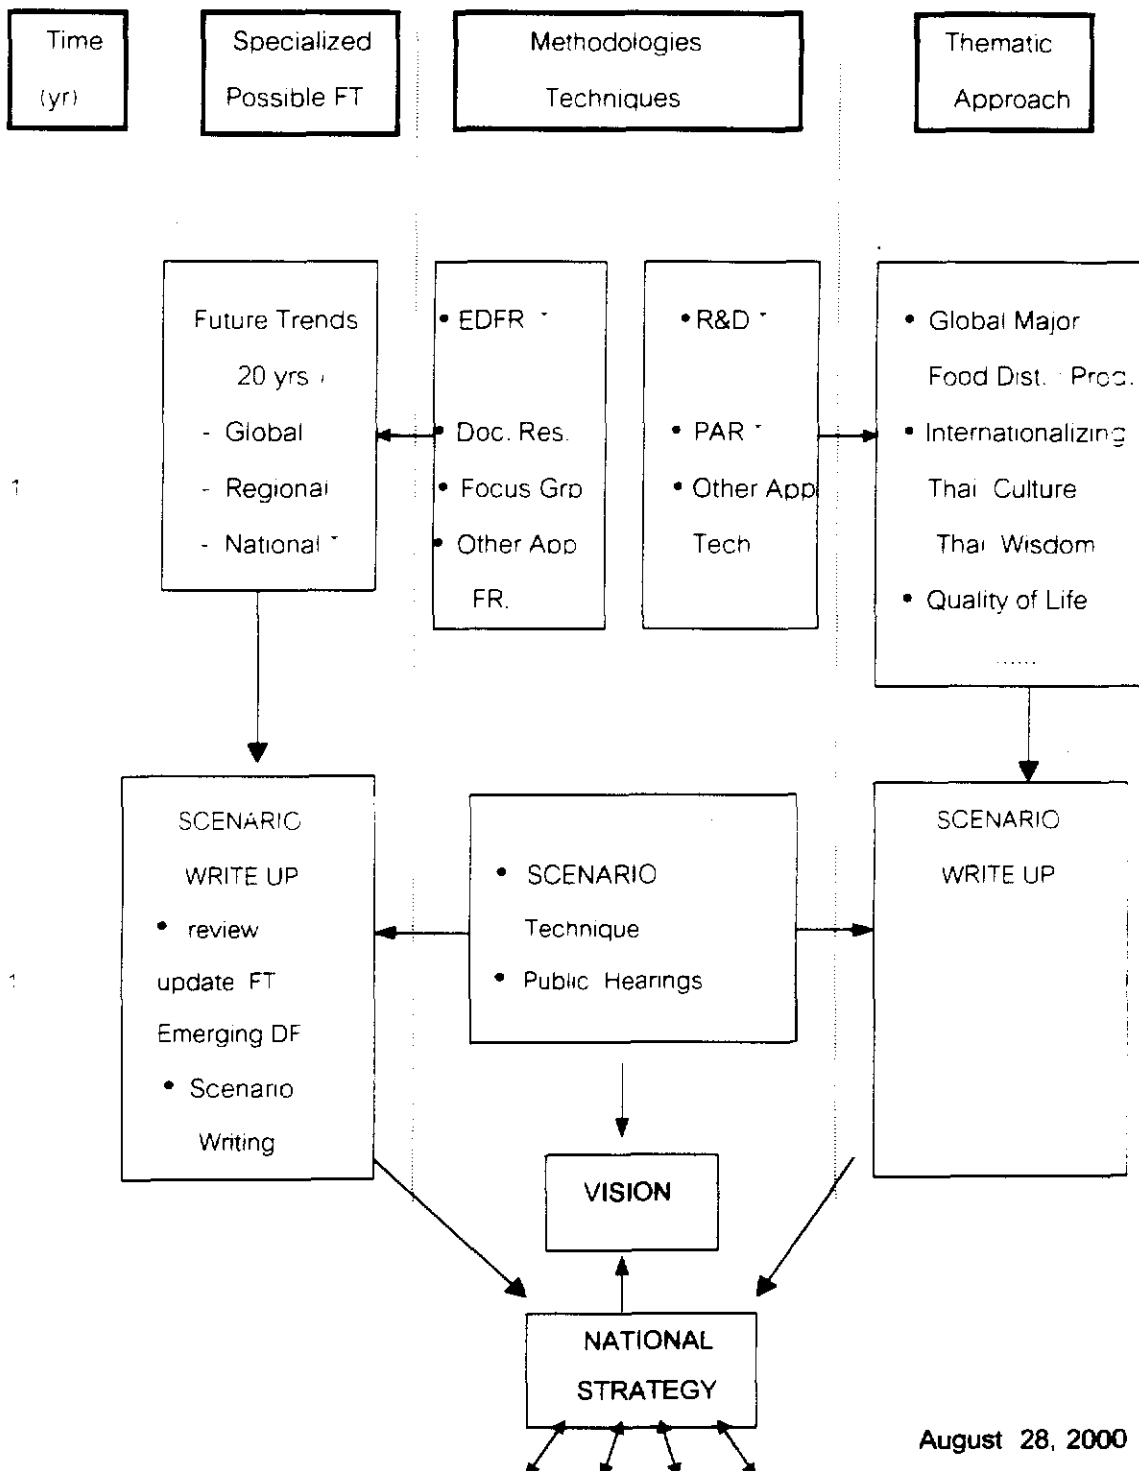 Time
(yr)
Specialized
Possible FT
Methodologies
Techniques
Thematic
Approach
1
Future Trends
20 yrs
- Global
- Regional
- National
• EDFR
• Doc. Res.
• Focus Grp
• Other App
FR.
• R&D
• PAR
• Other App
Tech
• Global Major
Food Dist. Prod.
• Internationalizing
Thai Culture
Thai Wisdom
• Quality of Life
......
1
SCENARIO
WRITE UP
• review
update FT
Emerging DF
• Scenario
Writing
• SCENARIO
Technique
• Public Hearings
SCENARIO
WRITE UP
VISION
NATIONAL
STRATEGY
August 28, 2000